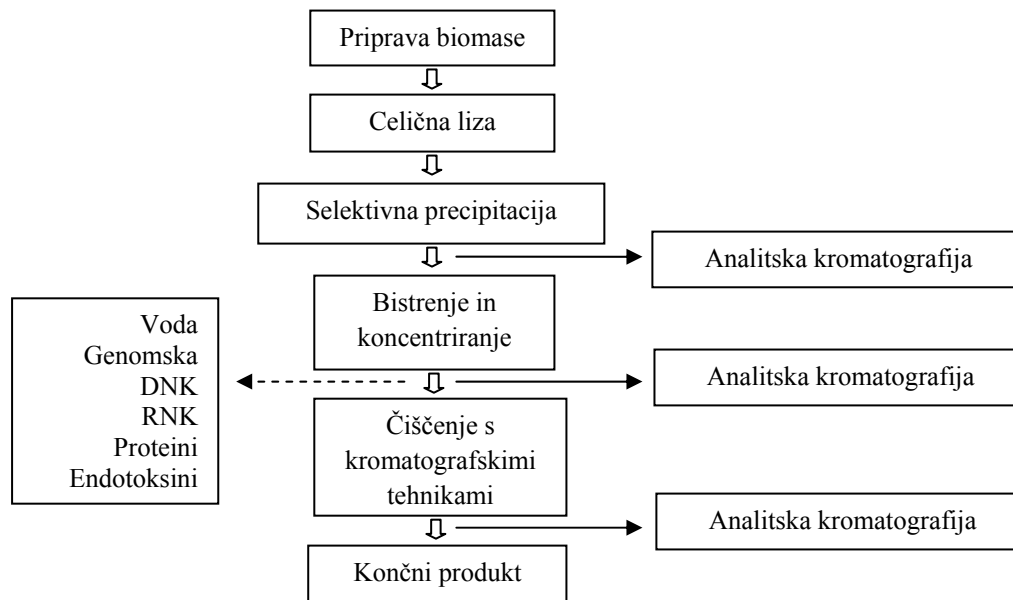 Priprava biomase
Celična liza
Selektivna precipitacija
Analitska kromatografija
Bistrenje in
koncentriranje
Voda
Genomska
DNK
RNK
Proteini
Endotoksini
Analitska kromatografija
Čiščenje s
kromatografskimi
tehnikami
Analitska kromatografija
Končni produkt